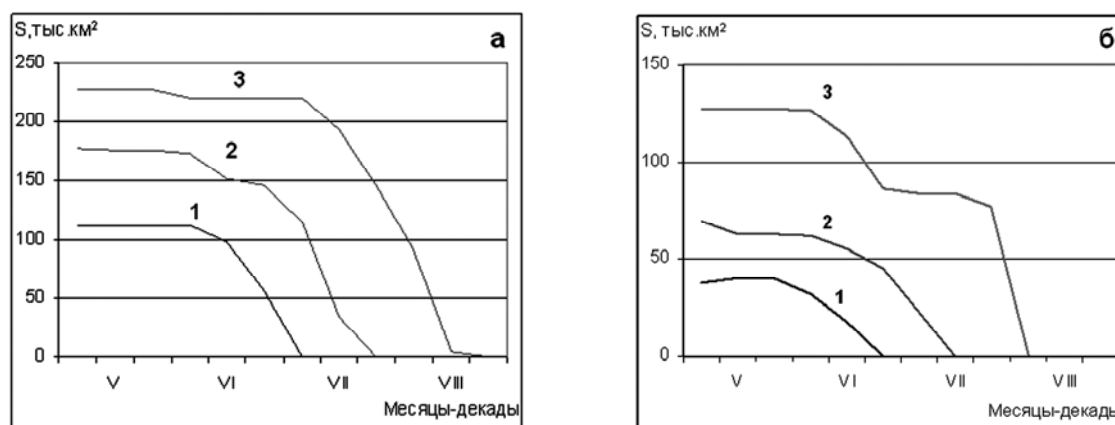 S,тыс.км²
а
250
200
150
100
50
0
3
2
1
V
VI
VII
VIII
Месяцы-декады
S, тыс.км²
б
150
100
50
0
3
2
1
V
VI
VII
VIII
Месяцы-декады